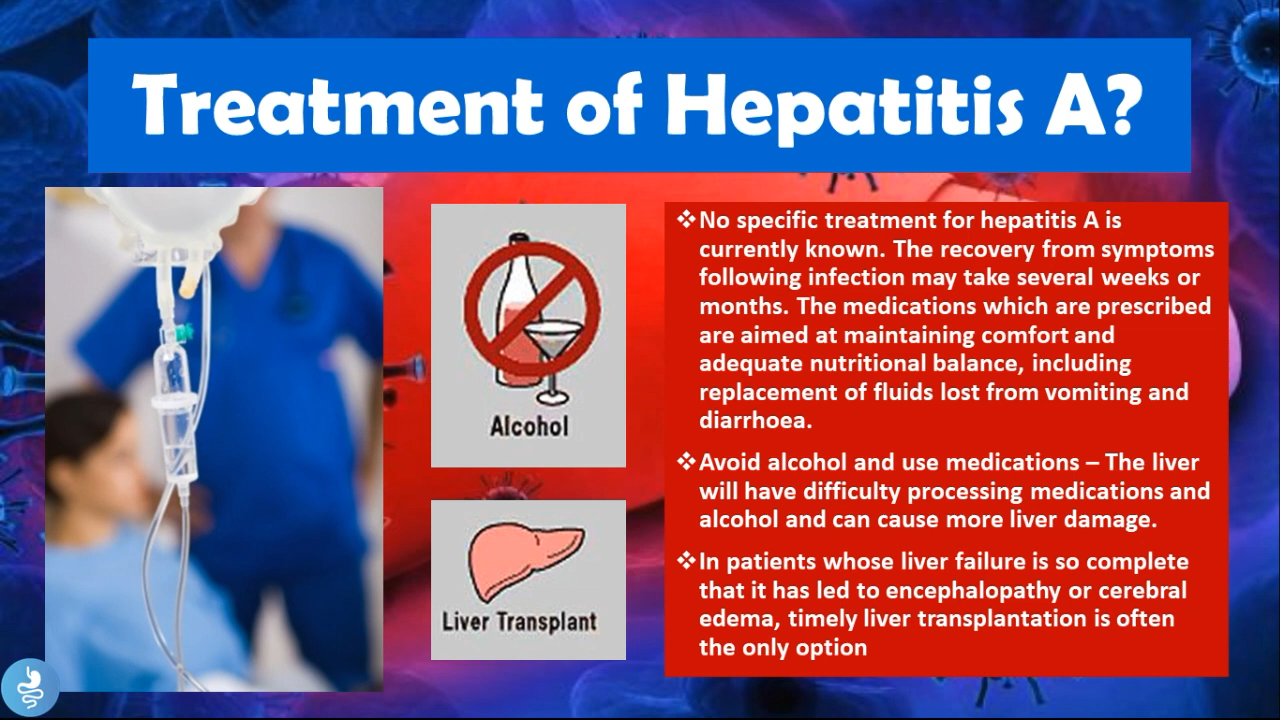 Treatment of Hepatitis A?
Alcohol
Liver Transplant
❖No specific treatment for hepatitis A is
currently known. The recovery from symptoms
following infection may take several weeks or
months. The medications which are prescribed
are aimed at maintaining comfort and
adequate nutritional balance, including
replacement of fluids lost from vomiting and
diarrhoea.
❖Avoid alcohol and use medications – The liver
will have difficulty processing medications and
alcohol and can cause more liver damage.
❖In patients whose liver failure is so complete
that it has led to encephalopathy or cerebral
edema, timely liver transplantation is often
the only option